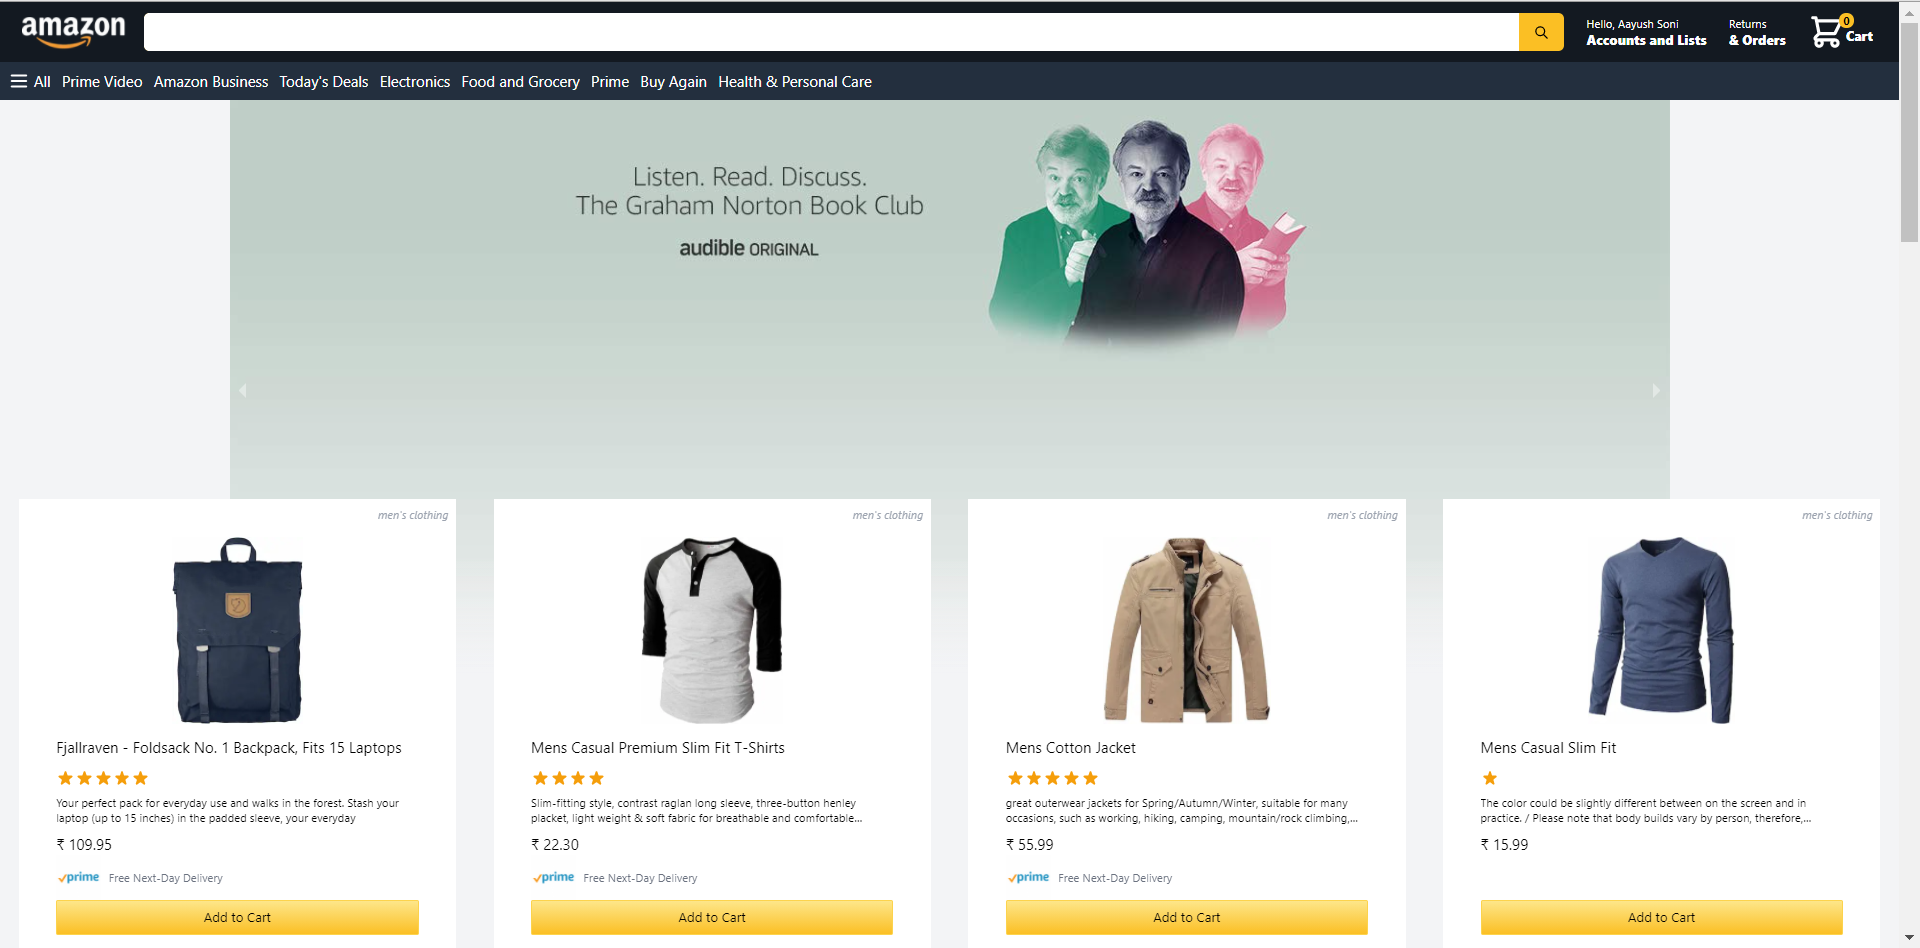 amazon
Hello, Aayush Soni
Accounts and Lists
Returns
& Orders
0
Cart
All Prime Video Amazon Business Today's Deals Electronics Food and Grocery Prime Buy Again Health & Personal Care
Listen. Read. Discuss.
The Graham Norton Book Club
audible ORIGINAL
men's clothing
Fjallraven - Foldsack No. 1 Backpack, Fits 15 Laptops
Your perfect pack for everyday use and walks in the forest. Stash your
laptop (up to 15 inches) in the padded sleeve, your everyday
₹ 109.95
prime Free Next-Day Delivery
Add to Cart
men's clothing
Mens Casual Premium Slim Fit T-Shirts
Slim-fitting style, contrast raglan long sleeve, three-button henley
placket, light weight & soft fabric for breathable and comfortable...
₹ 22.30
prime Free Next-Day Delivery
Add to Cart
men's clothing
Mens Cotton Jacket
great outerwear jackets for Spring/Autumn/Winter, suitable for many
occasions, such as working, hiking, camping, mountain/rock climbing,...
₹ 55.99
prime Free Next-Day Delivery
Add to Cart
men's clothing
Mens Casual Slim Fit
The color could be slightly different between on the screen and in
practice. / Please note that body builds vary by person, therefore,...
₹ 15.99
Add to Cart